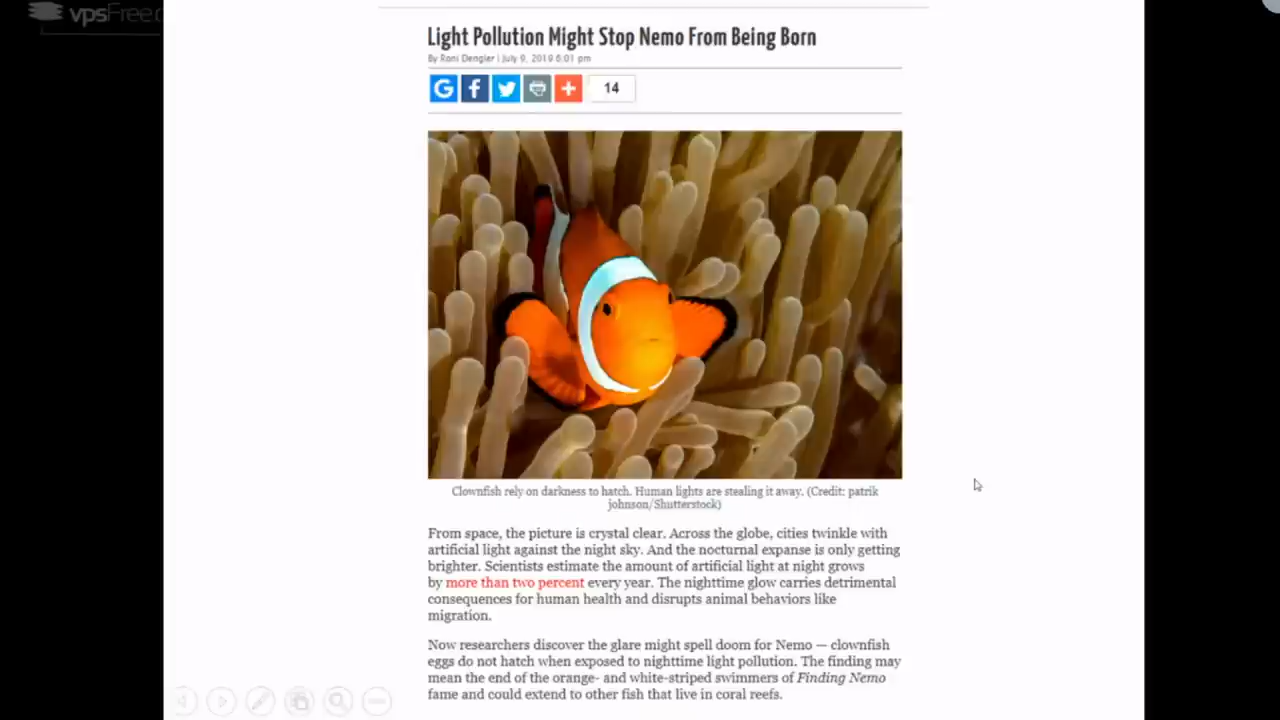 vpsFree.c
Light Pollution Might Stop Nemo From Being Born
By Roni Dengler | July 9, 2019 6:01 pm
14
Clownfish rely on darkness to hatch. Human lights are stealing it away. (Credit: patrik
johnson/Shutterstock)
From space, the picture is crystal clear. Across the globe, cities twinkle with
artificial light against the night sky. And the nocturnal expanse is only getting
brighter. Scientists estimate the amount of artificial light at night grows
by more than two percent every year. The nighttime glow carries detrimental
consequences for human health and disrupts animal behaviors like
migration.
Now researchers discover the glare might spell doom for Nemo — clownfish
eggs do not hatch when exposed to nighttime light pollution. The finding may
mean the end of the orange- and white-striped swimmers of Finding Nemo
fame and could extend to other fish that live in coral reefs.